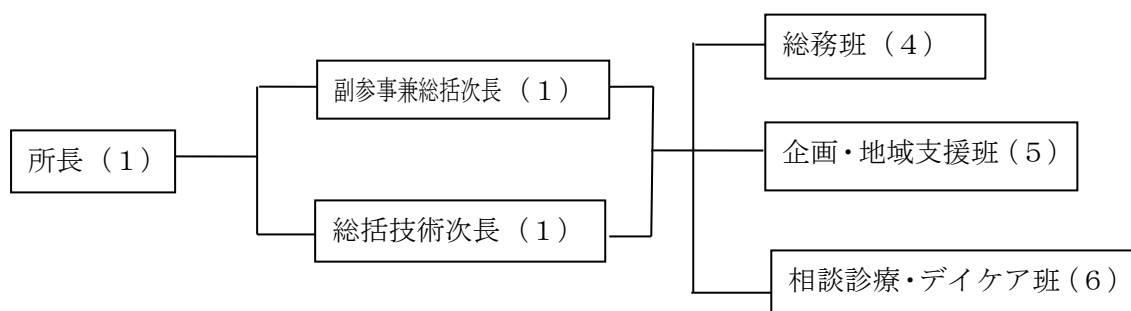 所長（１）
副参事兼総括次長（１）
総括技術次長（１）
総務班（４）
企画・地域支援班（５）
相談診療・デイケア班（６）